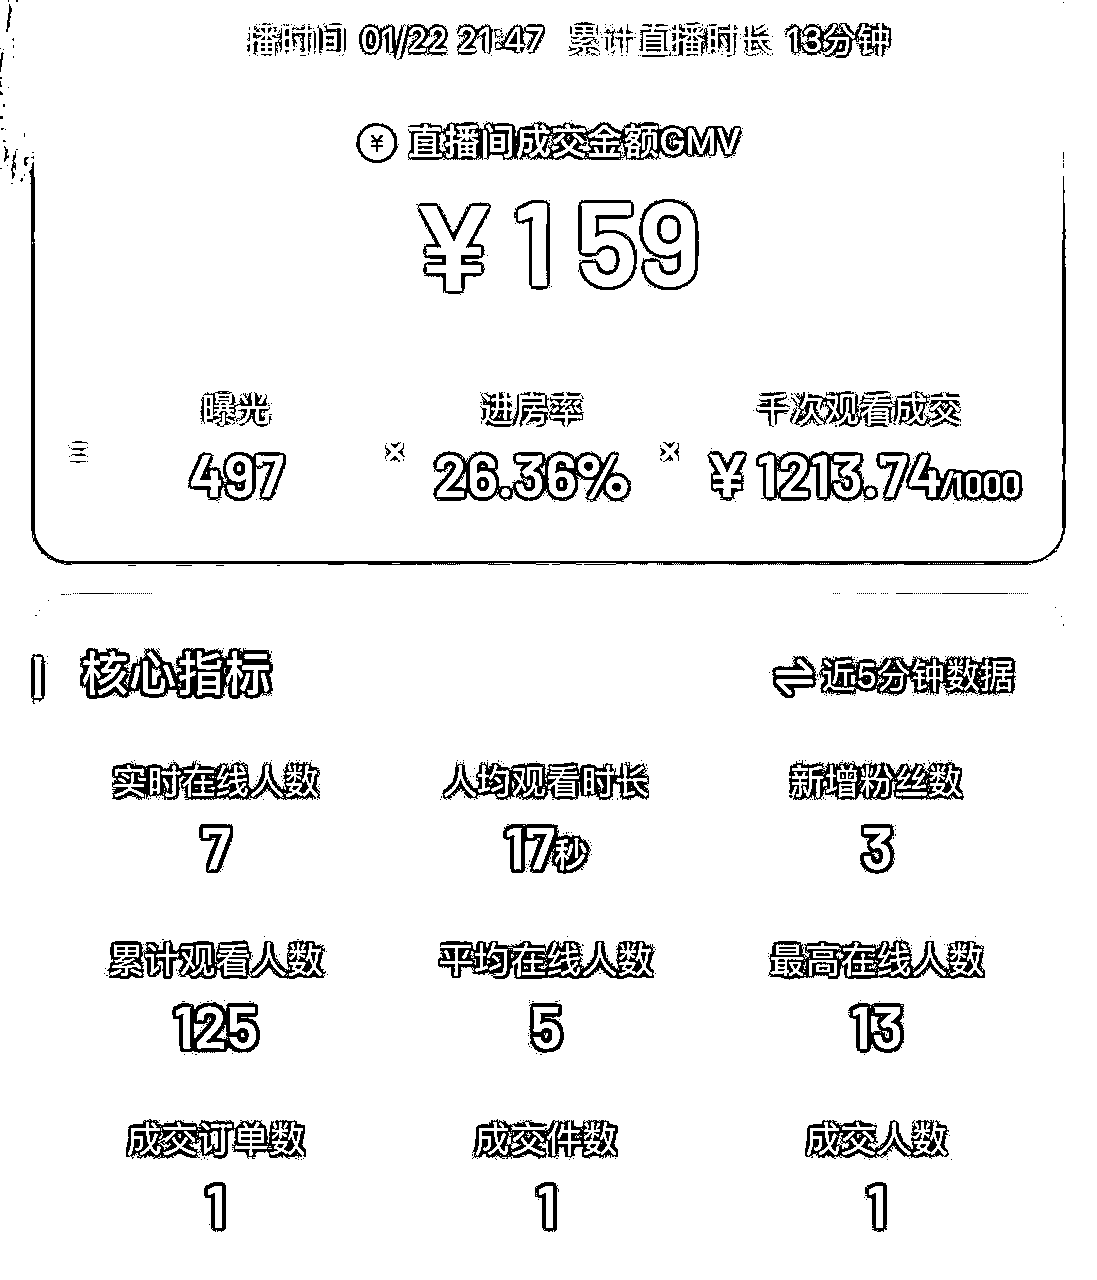 播时间 01/22 21:47 累计直播时长 13分钟
¥ 直播间成交金额GMV
¥159
曝光 进房率 千次观看成交
= 497 × 26.36% × ¥1213.74/1000
核心指标 ⇌近5分钟数据
实时在线人数 人均观看时长 新增粉丝数
7 17秒 3
累计观看人数 平均在线人数 最高在线人数
125 5 13
成交订单数 成交件数 成交人数
1 1 1